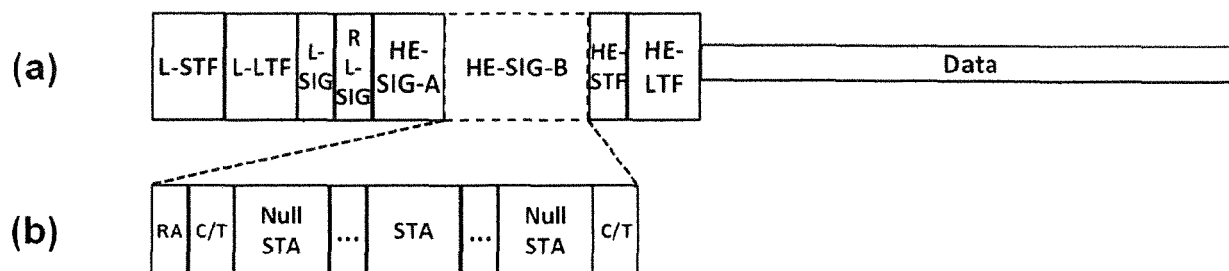 (a)
L-STF
L-LTF
L-
SIG
R
L-
SIG
HE-
SIG-A
HE-SIG-B
HE-
STF
HE-
LTF
Data
(b)
RA
C/T
Null
STA
...
STA
...
Null
STA
C/T